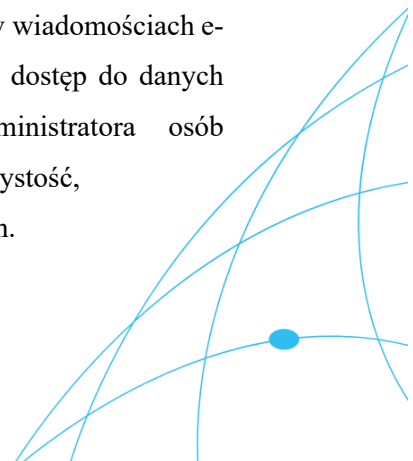 wiadomościach e-
dostęp do danych
ministratora osób
ystość,